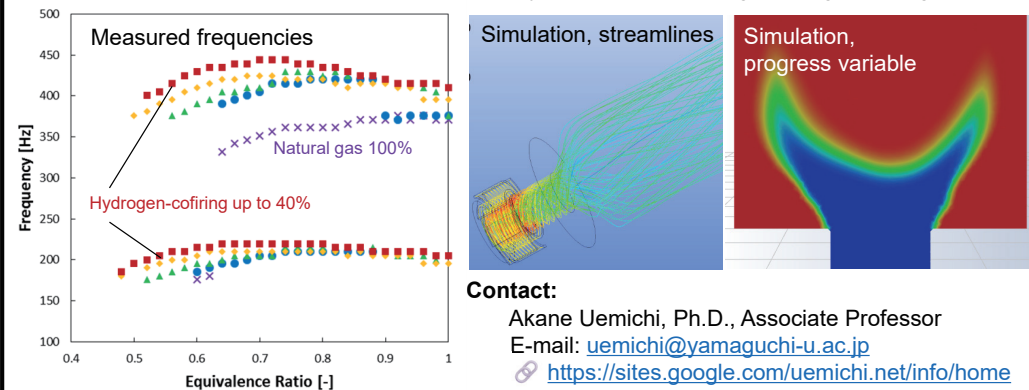 Measured frequencies
500
450
400
350
300
250
200
150
100
Frequency [Hz]
Natural gas 100%
Hydrogen-cofiring up to 40%
0.4
0.5
0.6
0.7
0.8
0.9
1
Equivalence Ratio [-]
Simulation, streamlines
Simulation,
progress variable
Contact:
Akane Uemichi, Ph.D., Associate Professor
E-mail: uemichi@yamaguchi-u.ac.jp
https://sites.google.com/uemichi.net/info/home